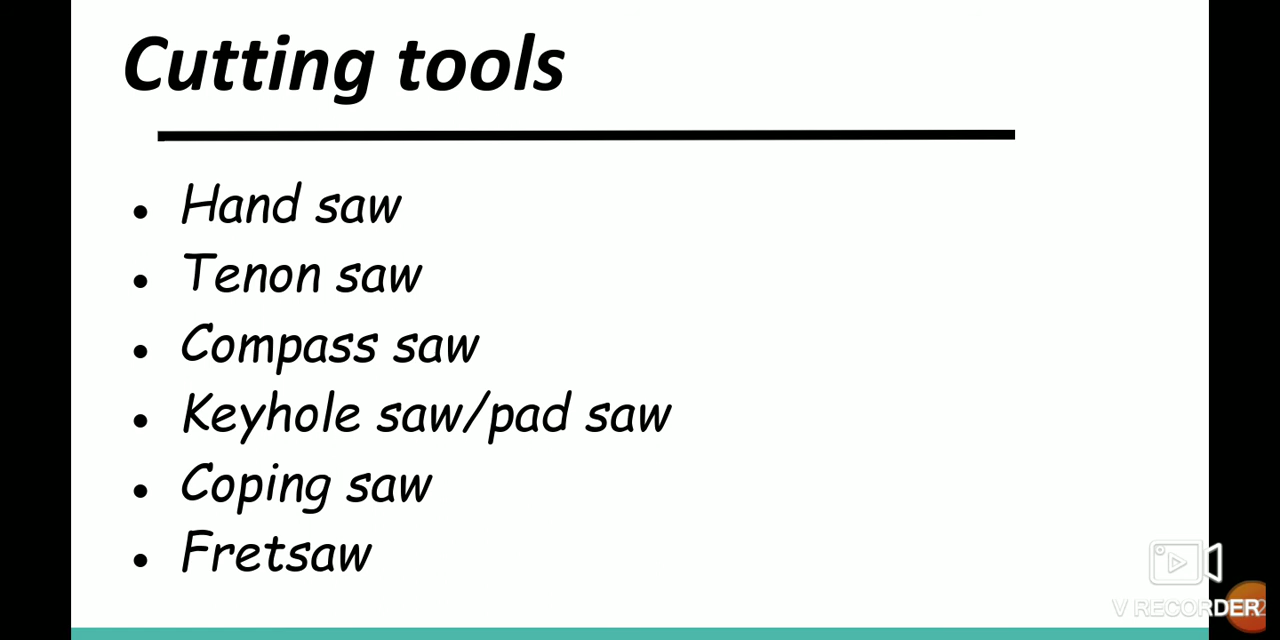 Cutting tools
Hand saw
Tenon saw
Compass saw
Keyhole saw/pad saw
Coping saw
Fretsaw
V RECORDER